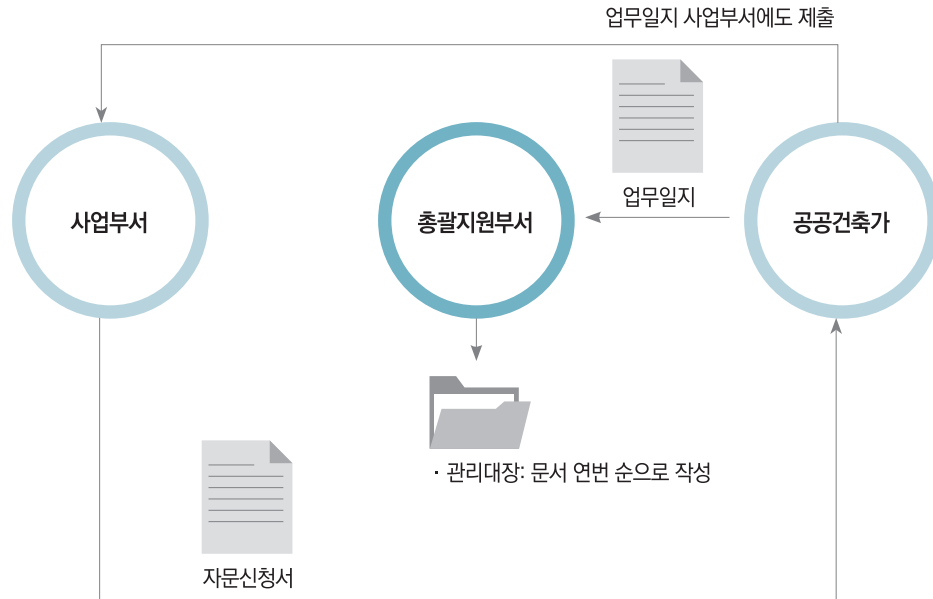 업무일지 사업부서에도 제출
업무일지
사업부서
총괄지원부서
공공건축가
· 관리대장: 문서 연번 순으로 작성
자문신청서